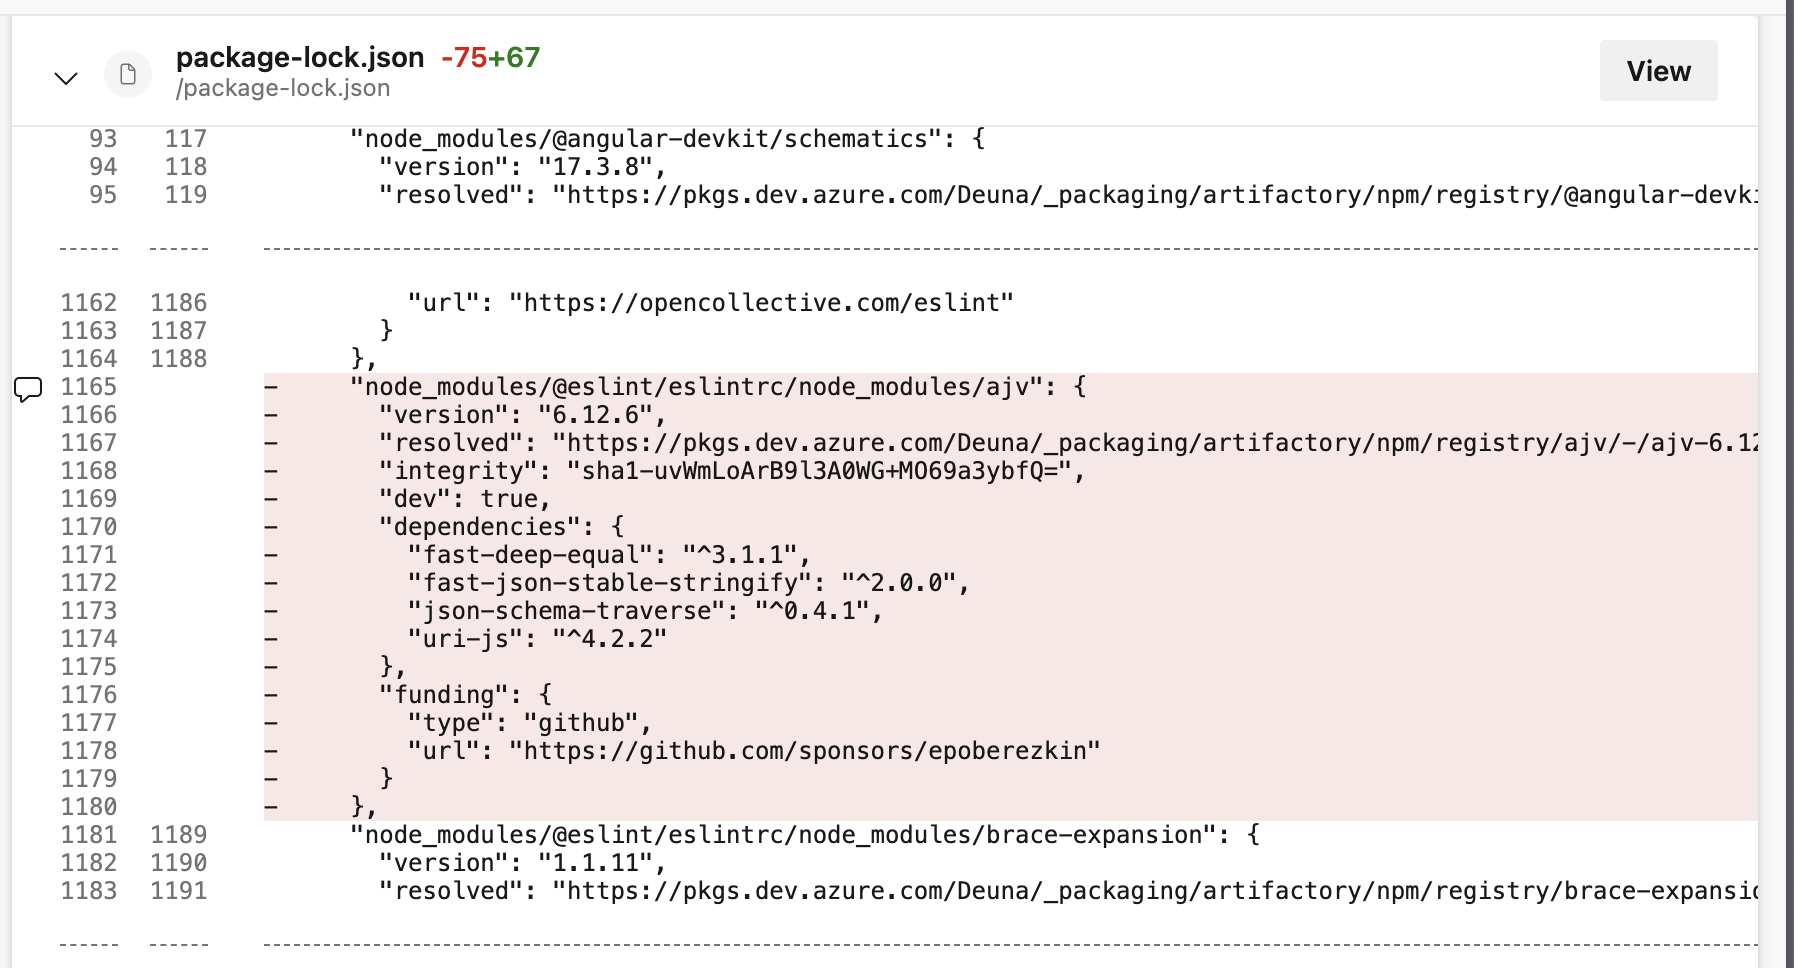 package-lock.json -75+67
/package-lock.json
View
93 117 "node_modules/@angular-devkit/schematics": {
94 118 "version": "17.3.8",
95 119 "resolved": "https://pkgs.dev.azure.com/Deuna/_packaging/artifactory/npm/registry/@angular-devki
------ ------ ------
1162 1186 "url": "https://opencollective.com/eslint"
1163 1187 }
1164 1188 },
1165 - "node_modules/@eslint/eslintrc/node_modules/ajv": {
1166 - "version": "6.12.6",
1167 - "resolved": "https://pkgs.dev.azure.com/Deuna/_packaging/artifactory/npm/registry/ajv/-/ajv-6.12
1168 - "integrity": "sha1-uvWmLoArB9l3A0WG+MO69a3ybfQ=",
1169 - "dev": true,
1170 - "dependencies": {
1171 - "fast-deep-equal": "^3.1.1",
1172 - "fast-json-stable-stringify": "^2.0.0",
1173 - "json-schema-traverse": "^0.4.1",
1174 - "uri-js": "^4.2.2"
1175 - },
1176 - "funding": {
1177 - "type": "github",
1178 - "url": "https://github.com/sponsors/epoberezkin"
1179 - }
1180 - },
1181 1189 "node_modules/@eslint/eslintrc/node_modules/brace-expansion": {
1182 1190 "version": "1.1.11",
1183 1191 "resolved": "https://pkgs.dev.azure.com/Deuna/_packaging/artifactory/npm/registry/brace-expansio
------ ------ ------